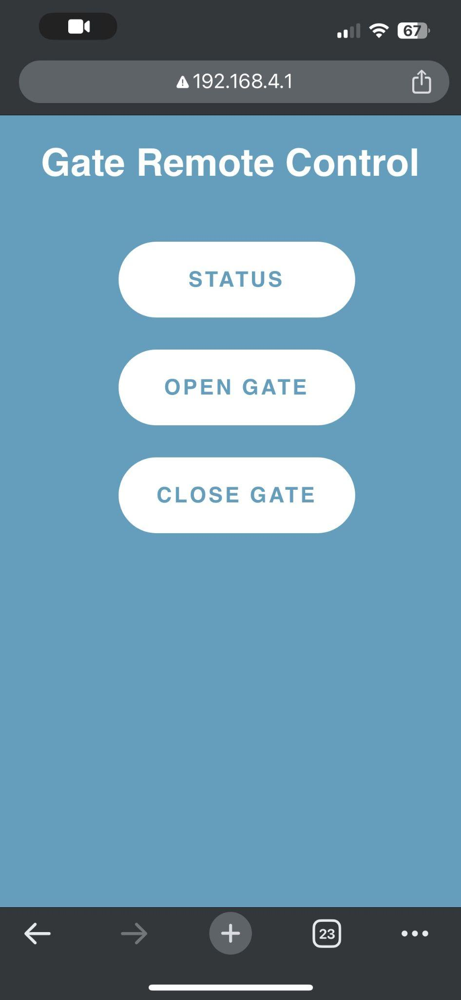 67
192.168.4.1
Gate Remote Control
STATUS
OPEN GATE
CLOSE GATE
23